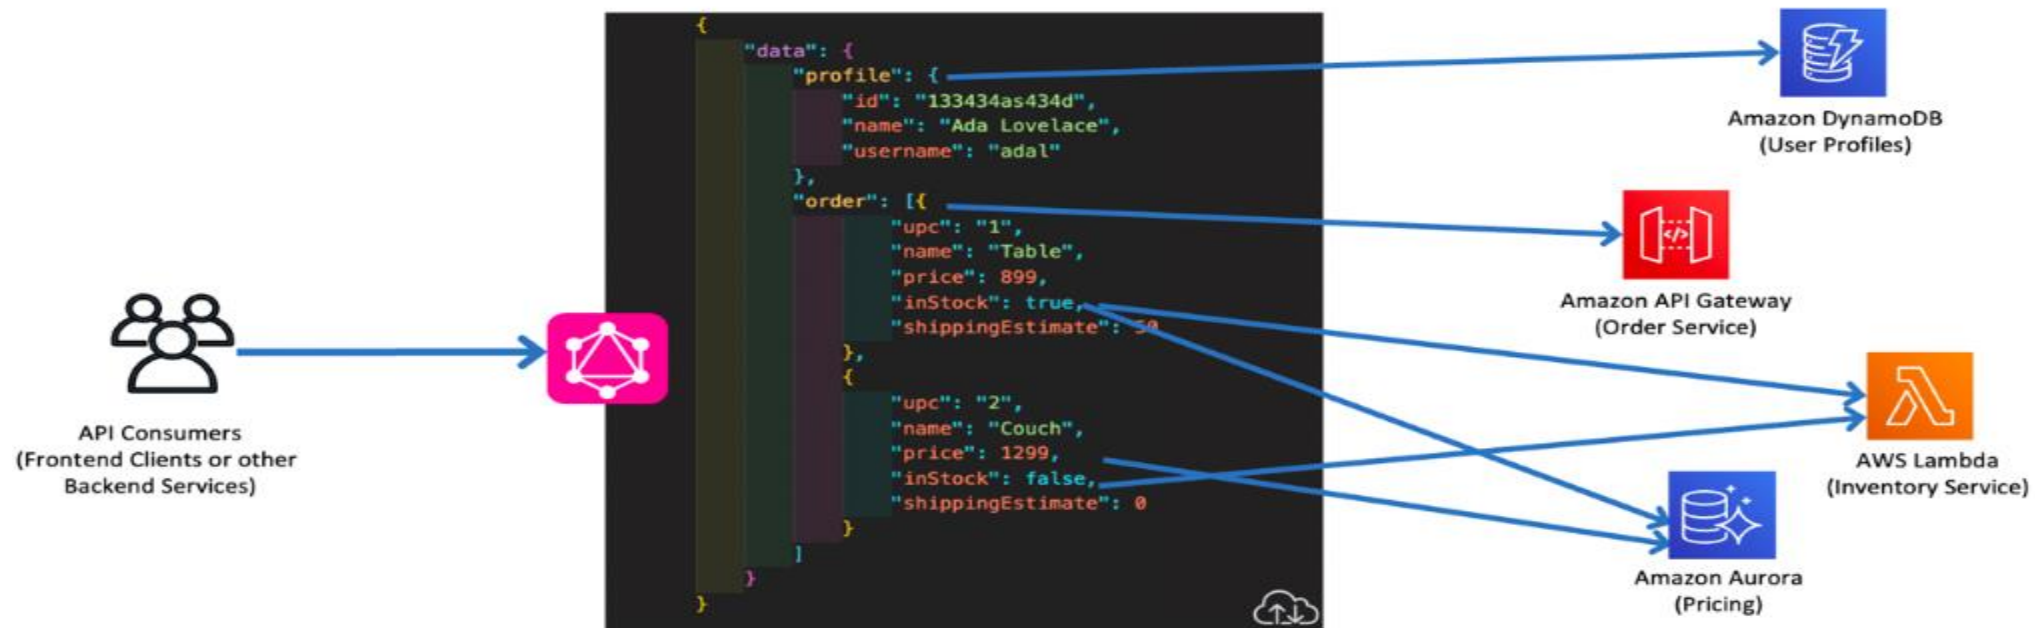 {
"data": {
"profile": {
"id": "133434as434d",
"name": "Ada Lovelace",
"username": "adal"
},
"order": [{
"upc": "1",
"name": "Table",
"price": 899,
"inStock": true,
"shippingEstimate": 50
},
{
"upc": "2",
"name": "Couch",
"price": 1299,
"inStock": false,
"shippingEstimate": 0
}
]
}
}
API Consumers
(Frontend Clients or other
Backend Services)
Amazon DynamoDB
(User Profiles)
</>
Amazon API Gateway
(Order Service)
AWS Lambda
(Inventory Service)
Amazon Aurora
(Pricing)